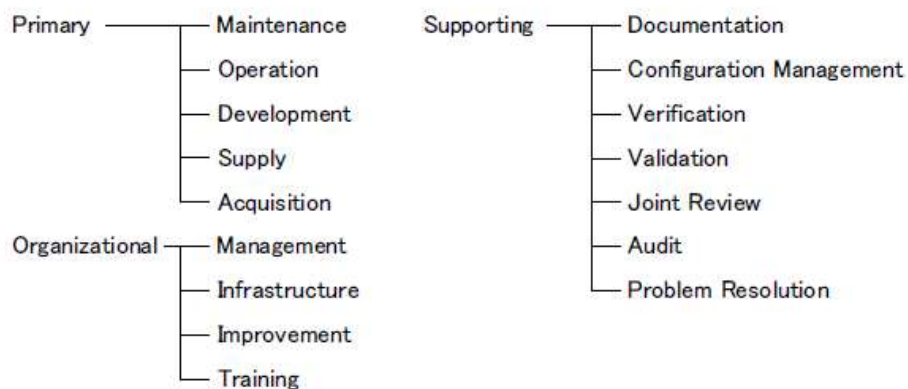 Primary
Maintenance
Operation
Development
Supply
Acquisition
Organizational
Management
Infrastructure
Improvement
Training
Supporting
Documentation
Configuration Management
Verification
Validation
Joint Review
Audit
Problem Resolution